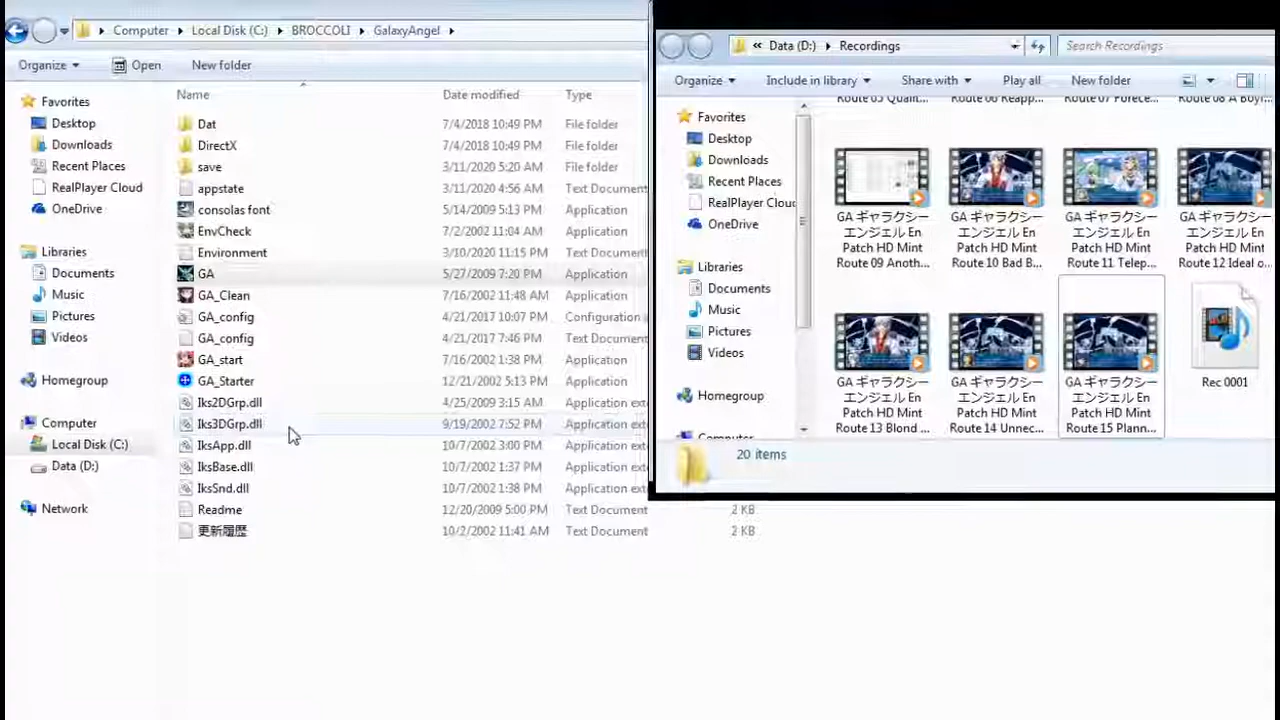 Computer Local Disk (C:) BROCCOLI GalaxyAngel
Organize Open New folder
Name Date modified Type
Favorites
Desktop
Downloads
Recent Places
RealPlayer Cloud
OneDrive
Libraries
Documents
Music
Pictures
Videos
Homegroup
Computer
Local Disk (C:)
Data (D:)
Network
Dat 7/4/2018 10:49 PM File folder
DirectX 7/4/2018 10:49 PM File folder
save 3/11/2020 5:20 AM File folder
appstate 3/11/2020 4:56 AM Text Document
consolas font 5/14/2009 5:13 PM Application
EnvCheck 7/2/2002 11:04 AM Application
Environment 3/10/2020 11:15 PM Text Document
GA 5/27/2009 7:20 PM Application
GA_Clean 7/16/2002 11:48 AM Application
GA_config 4/21/2017 10:07 PM Configuration
GA_config 4/21/2017 7:46 PM Text Document
GA_start 7/16/2002 1:38 PM Application
GA_Starter 12/21/2002 5:13 PM Application
Iks2DGrp.dll 4/25/2009 3:15 AM Application ext
Iks3DGrp.dll 9/19/2002 7:52 PM Application ext
IksApp.dll 10/7/2002 3:00 PM Application ext
IksBase.dll 10/7/2002 1:37 PM Application ext
IksSnd.dll 10/7/2002 1:38 PM Application ext
Readme 12/20/2009 5:00 PM Text Document 2 KB
更新履歴 10/2/2002 11:41 AM Text Document 2 KB
« Data (D:) Recordings Search Recordings
Organize Include in library Share with Play all New folder
Favorites
Desktop
Downloads
Recent Places
RealPlayer Clou
OneDrive
Libraries
Documents
Music
Pictures
Videos
Homegroup
Computer
Route 05 Quali... Route 06 Reapp... Route 07 Forece... Route 08 A Boyi...
GA ギャラクシー
エンジェル En
Patch HD Mint
Route 09 Anoth...
GA ギャラクシー
エンジェル En
Patch HD Mint
Route 10 Bad B...
GA ギャラクシー
エンジェル En
Patch HD Mint
Route 11 Telep...
GA ギャラクシー
エンジェル En
Patch HD Mint
Route 12 Ideal o...
GA ギャラクシー
エンジェル En
Patch HD Mint
Route 13 Blond ...
GA ギャラクシー
エンジェル En
Patch HD Mint
Route 14 Unnec...
GA ギャラクシー
エンジェル En
Patch HD Mint
Route 15 Plann...
Rec 0001
20 items